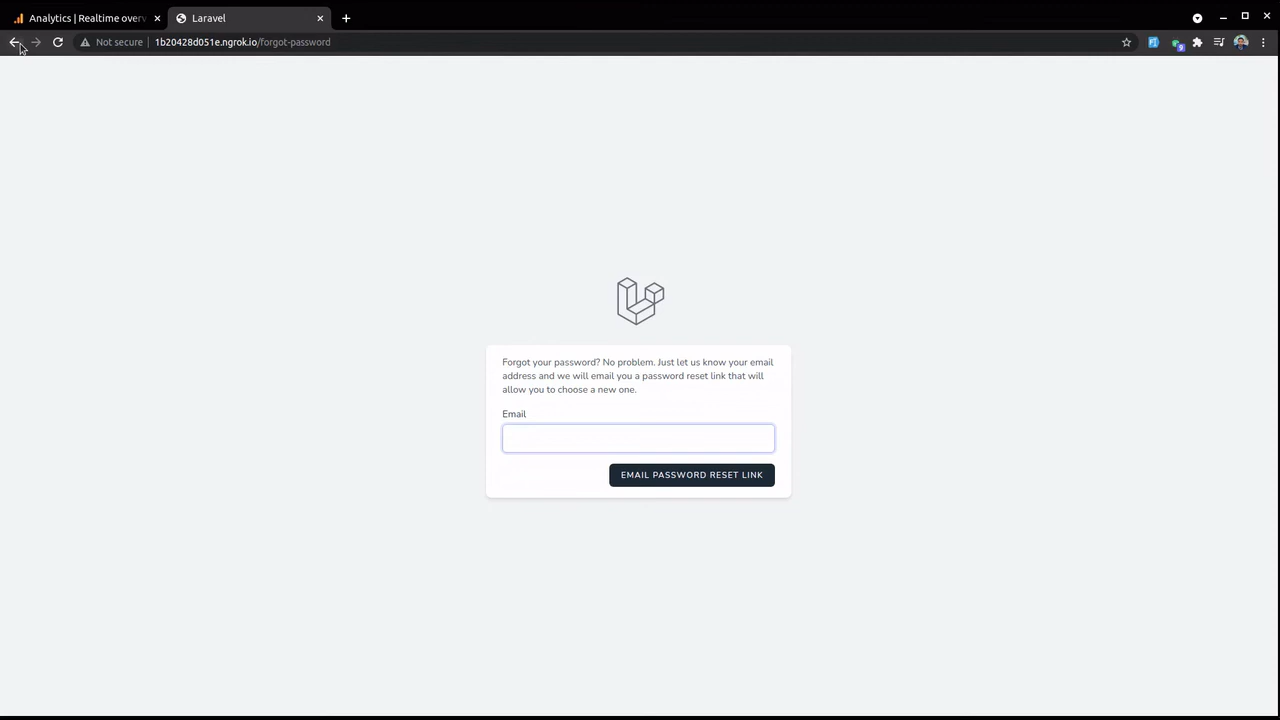 Analytics | Realtime overv
Laravel
Not secure
1b20428d051e.ngrok.io/forgot-password
Forgot your password? No problem. Just let us know your email
address and we will email you a password reset link that will
allow you to choose a new one.
Email
EMAIL PASSWORD RESET LINK